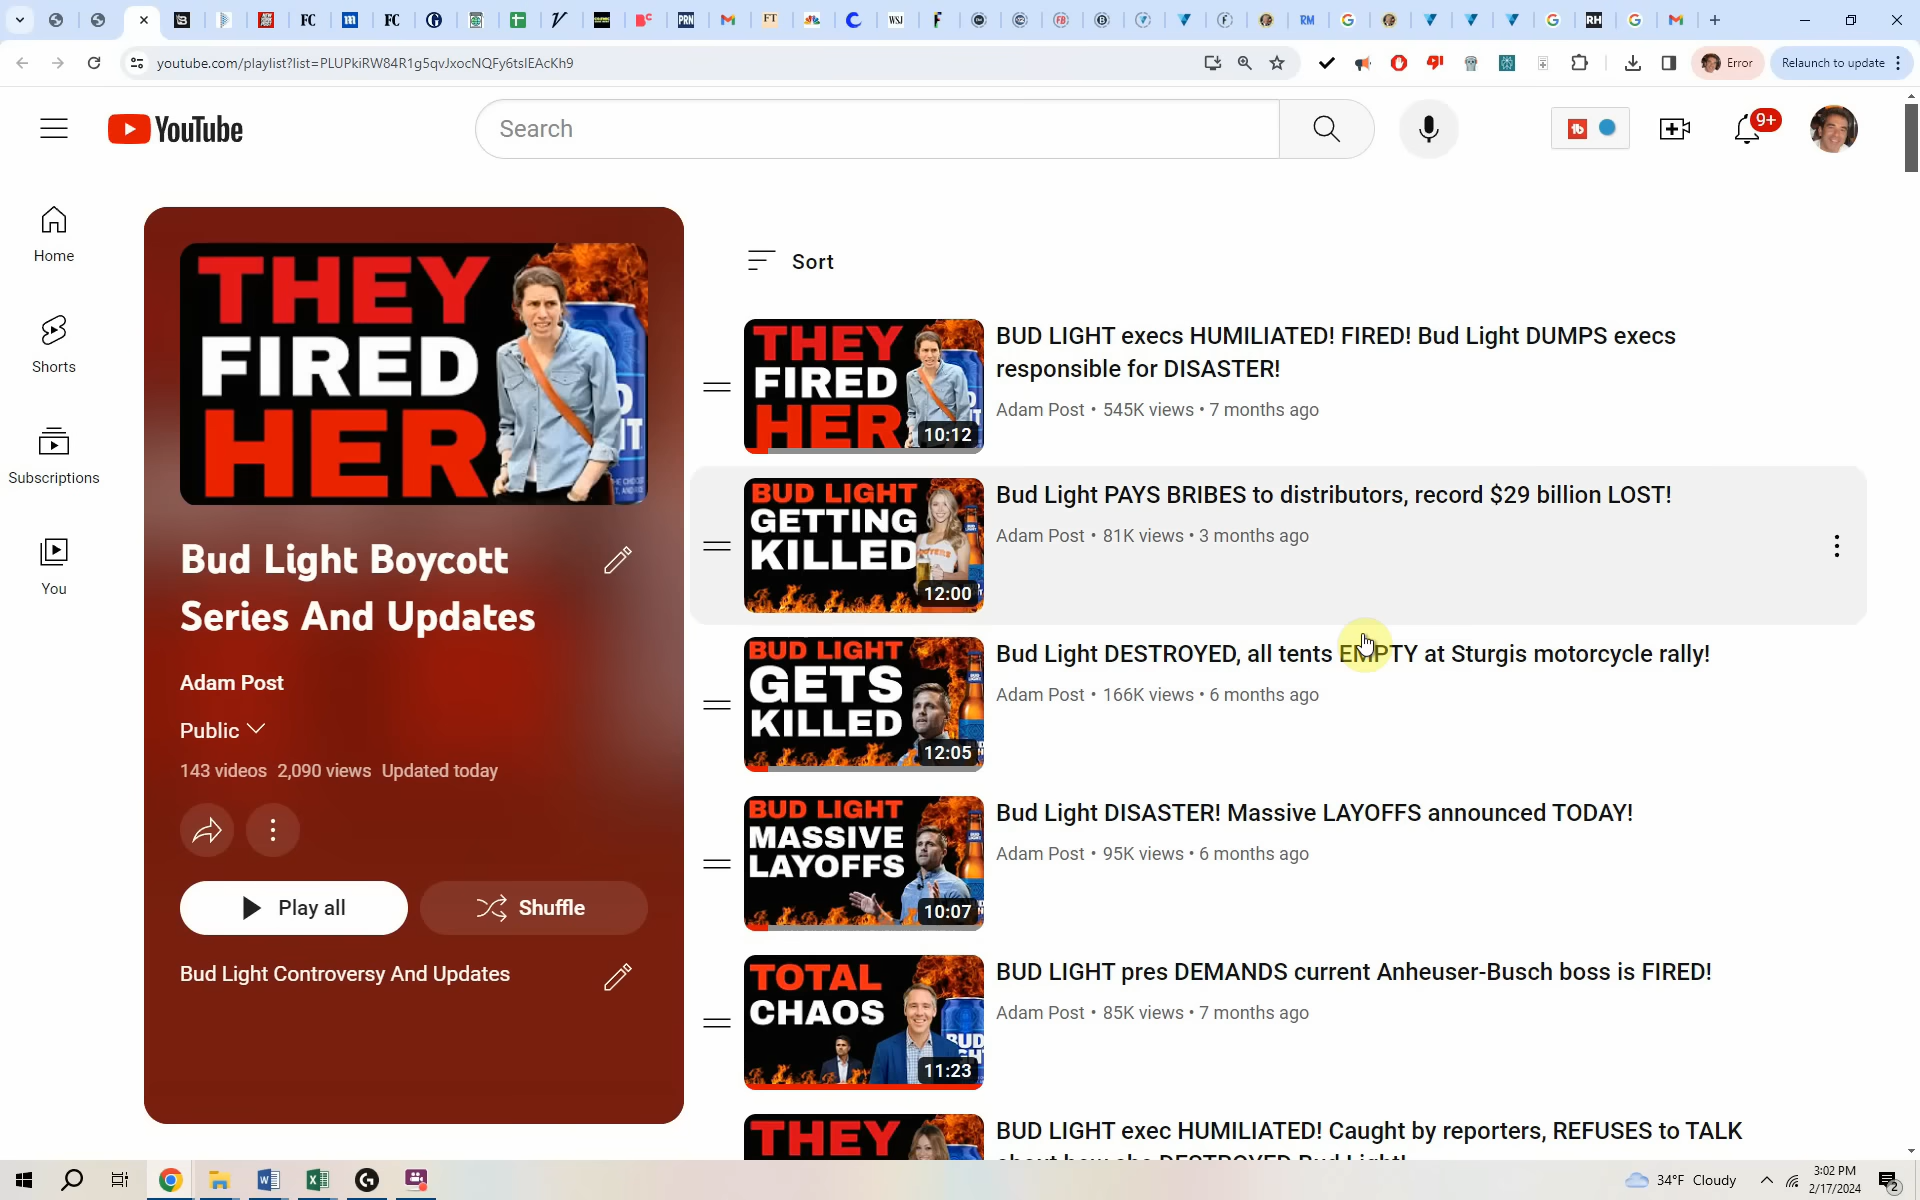 youtube.com/playlist?list=PLUPkiRW84R1g5qvJxocNQFy6tslEAcKh9
Error
Relaunch to update
YouTube
Search
9+
Home
Shorts
Subscriptions
You
THEY
FIRED
HER
Bud Light Boycott
Series And Updates
Adam Post
Public
143 videos 2,090 views Updated today
Play all
Shuffle
Bud Light Controversy And Updates
Sort
THEY
FIRED
HER
10:12
BUD LIGHT execs HUMILIATED! FIRED! Bud Light DUMPS execs
responsible for DISASTER!
Adam Post • 545K views • 7 months ago
BUD LIGHT
GETTING
KILLED
12:00
Bud Light PAYS BRIBES to distributors, record $29 billion LOST!
Adam Post • 81K views • 3 months ago
BUD LIGHT
GETS
KILLED
12:05
Bud Light DESTROYED, all tents EMPTY at Sturgis motorcycle rally!
Adam Post • 166K views • 6 months ago
BUD LIGHT
MASSIVE
LAYOFFS
10:07
Bud Light DISASTER! Massive LAYOFFS announced TODAY!
Adam Post • 95K views • 6 months ago
TOTAL
CHAOS
11:23
BUD LIGHT pres DEMANDS current Anheuser-Busch boss is FIRED!
Adam Post • 85K views • 7 months ago
THEY
BUD LIGHT exec HUMILIATED! Caught by reporters, REFUSES to TALK
about how she DESTROYED Bud Light!
34°F Cloudy
3:02 PM
2/17/2024
2